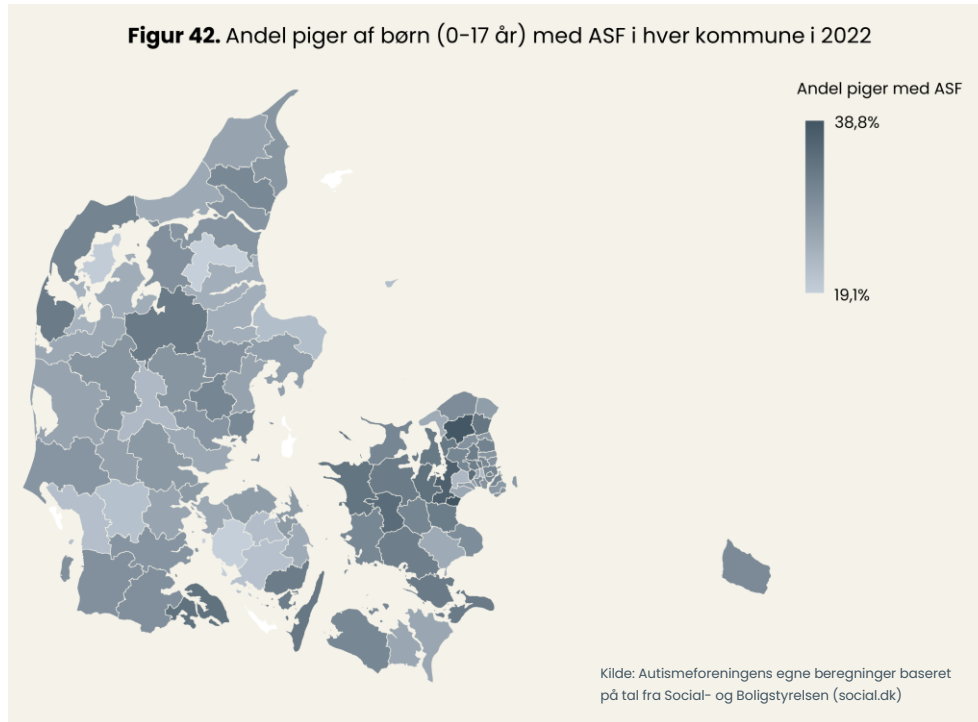 Figur 42. Andel piger af børn (0-17 år) med ASF i hver kommune i 2022
Andel piger med ASF
38,8%
19,1%
Kilde: Autismeforeningens egne beregninger baseret
på tal fra Social- og Boligstyrelsen (social.dk)